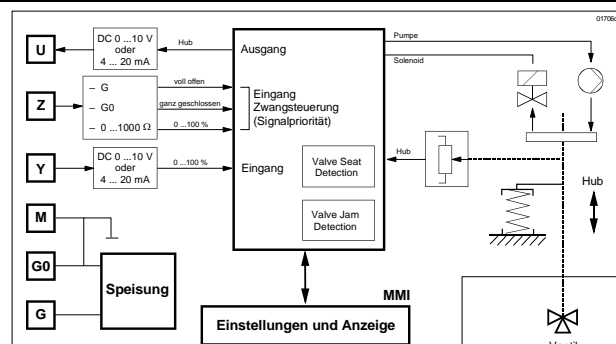 01706
U
DC 0 ...10 V
oder
4 ... 20 mA
Hub
Ausgang
Pumpe
Solenoid
Z
– G
– G0
– 0 ...1000 Ω
voll offen
ganz geschlossen
0 ...100 %
Eingang
Zwangsteuerung
(Signalpriorität)
Y
DC 0 ...10 V
oder
4 ... 20 mA
0 ...100 %
Eingang
Valve Seat
Detection
Valve Jam
Detection
Hub
Hub
M
G0
G
Speisung
MMI
Einstellungen und Anzeige
Ventil